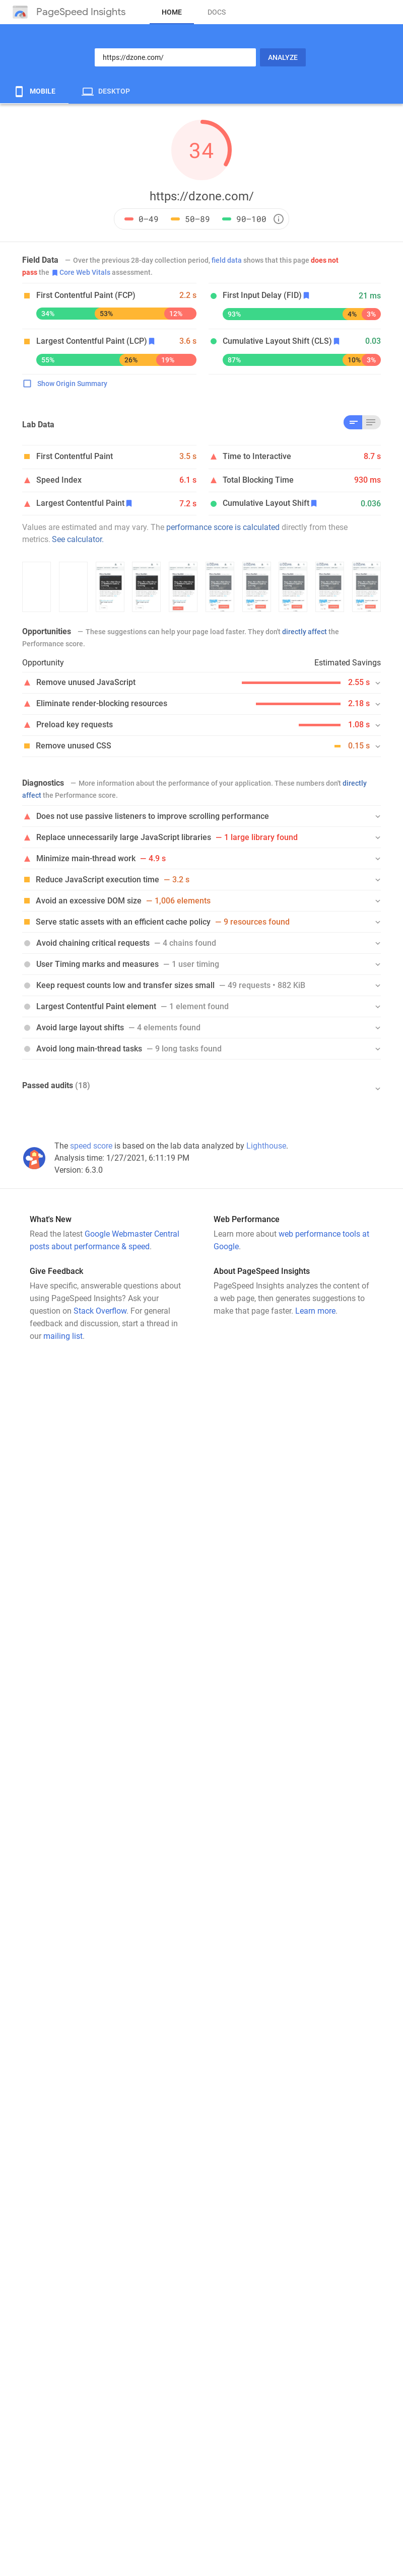 PageSpeed Insights
HOME
DOCS
https://dzone.com/
ANALYZE
MOBILE
DESKTOP
34
https://dzone.com/
0–49
50–89
90–100
Field Data — Over the previous 28-day collection period, field data shows that this page does not
pass the Core Web Vitals assessment.
First Contentful Paint (FCP) 2.2 s
34% 53% 12%
First Input Delay (FID) 21 ms
93% 4% 3%
Largest Contentful Paint (LCP) 3.6 s
55% 26% 19%
Cumulative Layout Shift (CLS) 0.03
87% 10% 3%
Show Origin Summary
Lab Data
First Contentful Paint 3.5 s
Time to Interactive 8.7 s
Speed Index 6.1 s
Total Blocking Time 930 ms
Largest Contentful Paint 7.2 s
Cumulative Layout Shift 0.036
Values are estimated and may vary. The performance score is calculated directly from these
metrics. See calculator.
Opportunities — These suggestions can help your page load faster. They don't directly affect the
Performance score.
Opportunity Estimated Savings
Remove unused JavaScript 2.55 s
Eliminate render-blocking resources 2.18 s
Preload key requests 1.08 s
Remove unused CSS 0.15 s
Diagnostics — More information about the performance of your application. These numbers don't directly
affect the Performance score.
Does not use passive listeners to improve scrolling performance
Replace unnecessarily large JavaScript libraries — 1 large library found
Minimize main-thread work — 4.9 s
Reduce JavaScript execution time — 3.2 s
Avoid an excessive DOM size — 1,006 elements
Serve static assets with an efficient cache policy — 9 resources found
Avoid chaining critical requests — 4 chains found
User Timing marks and measures — 1 user timing
Keep request counts low and transfer sizes small — 49 requests • 882 KiB
Largest Contentful Paint element — 1 element found
Avoid large layout shifts — 4 elements found
Avoid long main-thread tasks — 9 long tasks found
Passed audits (18)
The speed score is based on the lab data analyzed by Lighthouse.
Analysis time: 1/27/2021, 6:11:19 PM
Version: 6.3.0
What's New
Read the latest Google Webmaster Central
posts about performance & speed.
Give Feedback
Have specific, answerable questions about
using PageSpeed Insights? Ask your
question on Stack Overflow. For general
feedback and discussion, start a thread in
our mailing list.
Web Performance
Learn more about web performance tools at
Google.
About PageSpeed Insights
PageSpeed Insights analyzes the content of
a web page, then generates suggestions to
make that page faster. Learn more.